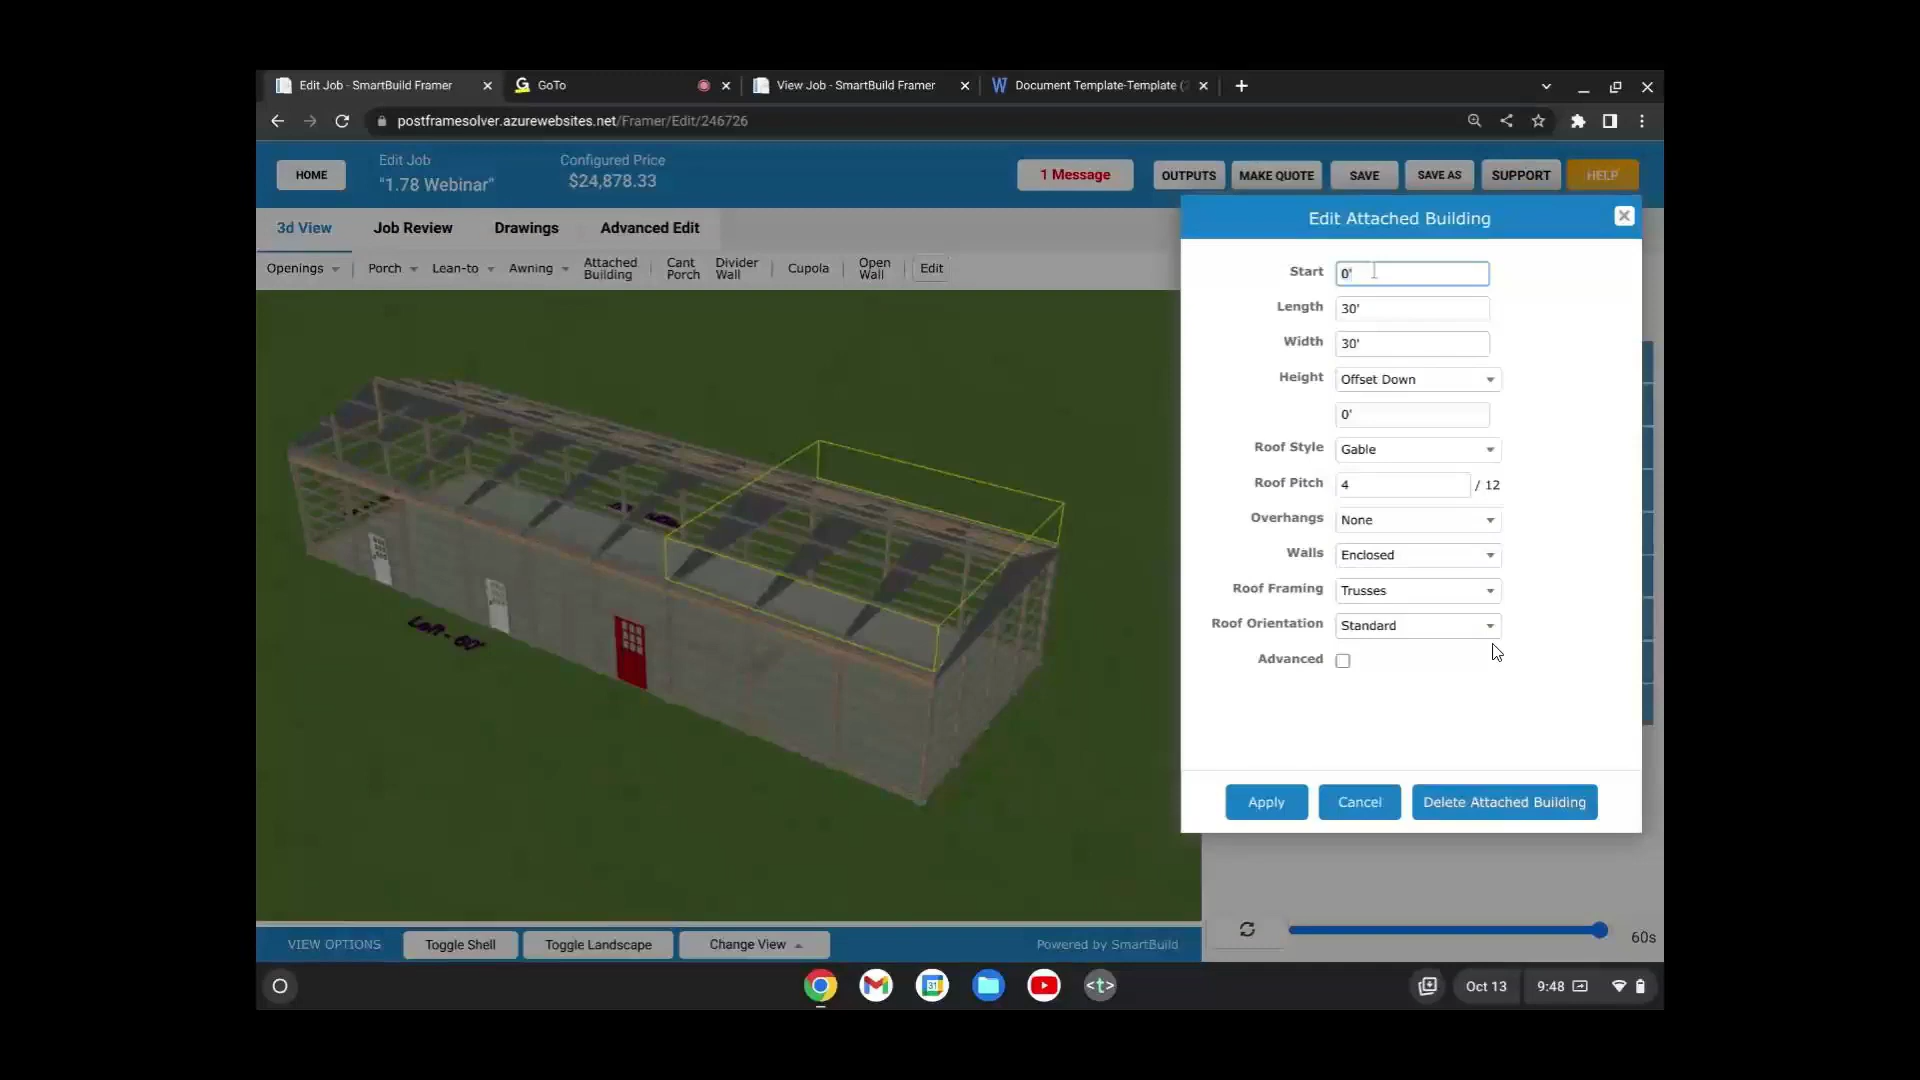 Edit Job - SmartBuild Framer
GoTo
View Job - SmartBuild Framer
Document Template-Template (
postframesolver.azurewebsites.net/Framer/Edit/246726
HOME
Edit Job
"1.78 Webinar"
Configured Price
$24,878.33
1 Message
OUTPUTS
MAKE QUOTE
SAVE
SAVE AS
SUPPORT
HELP
3d View
Job Review
Drawings
Advanced Edit
Openings
Porch
Lean-to
Awning
Attached
Building
Cant
Porch
Divider
Wall
Cupola
Open
Wall
Edit
Edit Attached Building
Start 0'
Length 30'
Width 30'
Height Offset Down
0'
Roof Style Gable
Roof Pitch 4 / 12
Overhangs None
Walls Enclosed
Roof Framing Trusses
Roof Orientation Standard
Advanced
Apply
Cancel
Delete Attached Building
Left - 60'
VIEW OPTIONS
Toggle Shell
Toggle Landscape
Change View
Powered by SmartBuild
60s
31
<t>
Oct 13
9:48